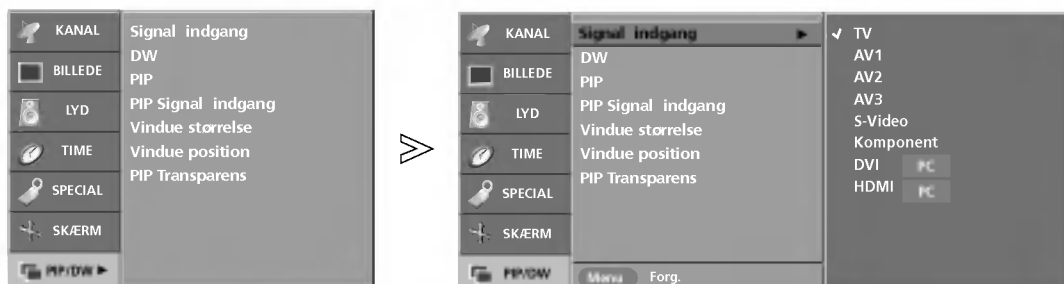 KANAL
BILLEDE
LYD
TIME
SPECIAL
SKÆRM
PIP/DW
Signal indgang
DW
PIP
PIP Signal indgang
Vindue størrelse
Vindue position
PIP Transparens
KANAL
BILLEDE
LYD
TIME
SPECIAL
SKÆRM
PIP/DW
Signal indgang
DW
PIP
PIP Signal indgang
Vindue størrelse
Vindue position
PIP Transparens
Menu Forg.
TV
AV1
AV2
AV3
S-Video
Komponent
DVI PC
HDMI PC